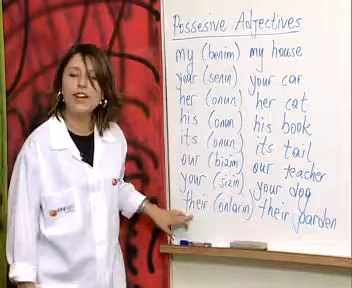 Possesive Adjectives
my (benim) my house
your (senin) your car
her (onun) her cat
his (onun) his book
its (onun) its tail
our (bizim) our teacher
your (sizin) your dog
their (onların) their garden